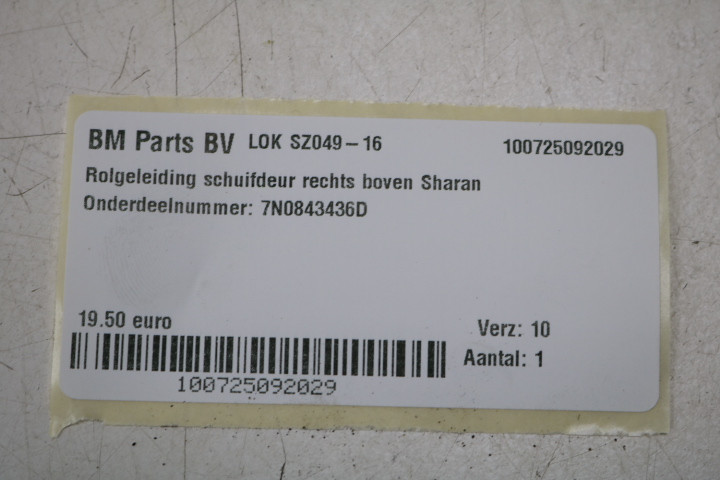 BM Parts BV LOK SZ049-16 100725092029
Rolgeleiding schuifdeur rechts boven Sharan
Onderdeelnummer: 7N0843436D
19.50 euro
Verz: 10
Aantal: 1
100725092029